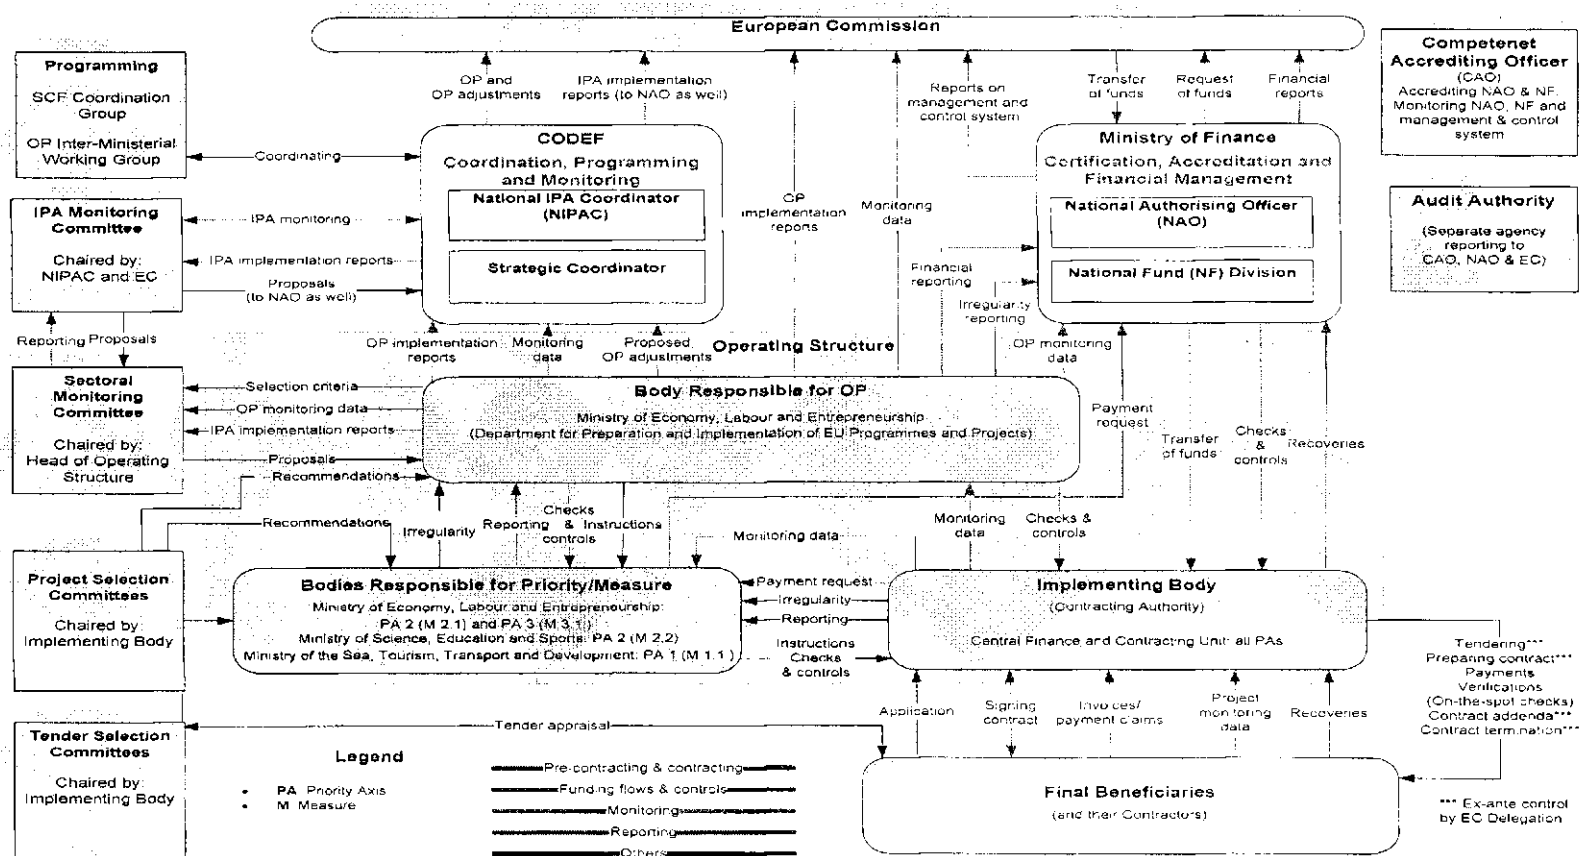 European Commission
Programming
SCF Coordination
Group
OP Inter-Ministerial
Working Group
OP and
OP adjustments
IPA implementation
reports (to NAO as well)
Reports on
management and
control system
Transfer
of funds
Request
of funds
Financial
reports
Competenet
Accrediting Officer
(CAO)
Accrediting NAO & NF.
Monitoring NAO, NF and
management & control
system
Coordinating
CODEF
Coordination, Programming
and Monitoring
National IPA Coordinator
(NIPAC)
Strategic Coordinator
Ministry of Finance
Certification, Accreditation and
Financial Management
National Authorising Officer
(NAO)
National Fund (NF) Division
Audit Authority
(Separate agency
reporting to
CAO, NAO & EC)
IPA Monitoring
Committee
Chaired by:
NIPAC and EC
IPA monitoring
IPA implementation reports
Proposals
(to NAO as well)
OP
implementation
reports
Monitoring
data
Financial
reporting
Irregularity
reporting
Reporting
Proposals
OP implementation
reports
Monitoring
data
Proposed
OP adjustments
Operating Structure
OP monitoring
data
Sectoral
Monitoring
Committee
Chaired by:
Head of Operating
Structure
Selection criteria
OP monitoring data
IPA implementation reports
Proposals
Recommendations
Body Responsible for OP
Ministry of Economy, Labour and Entrepreneurship
(Department for Preparation and Implementation of EU Programmes and Projects)
Payment
request
Transfer
of funds
Checks
&
controls
Recoveries
Recommendations
Irregularity
Reporting
Checks
&
controls
Instructions
Monitoring data
Monitoring
data
Checks &
controls
Project Selection
Committees
Chaired by:
Implementing Body
Bodies Responsible for Priority/Measure
Ministry of Economy, Labour and Entrepreneurship:
PA 2 (M 2.1) and PA 3 (M 3.1)
Ministry of Science, Education and Sports: PA 2 (M 2.2)
Ministry of the Sea, Tourism, Transport and Development: PA 1 (M 1.1)
Payment request
Irregularity
Reporting
Instructions
Checks
& controls
Implementing Body
(Contracting Authority)
Central Finance and Contracting Unit: all PAs
Tendering***
Preparing contract***
Payments
Verifications
(On-the-spot checks)
Contract addenda***
Contract termination***
Application
Signing
contract
Invoices/
payment claims
Project
monitoring
data
Recoveries
Tender Selection
Committees
Chaired by:
Implementing Body
Tender appraisal
Legend
• PA Priority Axis
• M Measure
Pre-contracting & contracting
Funding flows & controls
Monitoring
Reporting
Others
Final Beneficiaries
(and their Contractors)
*** Ex-ante control
by EC Delegation